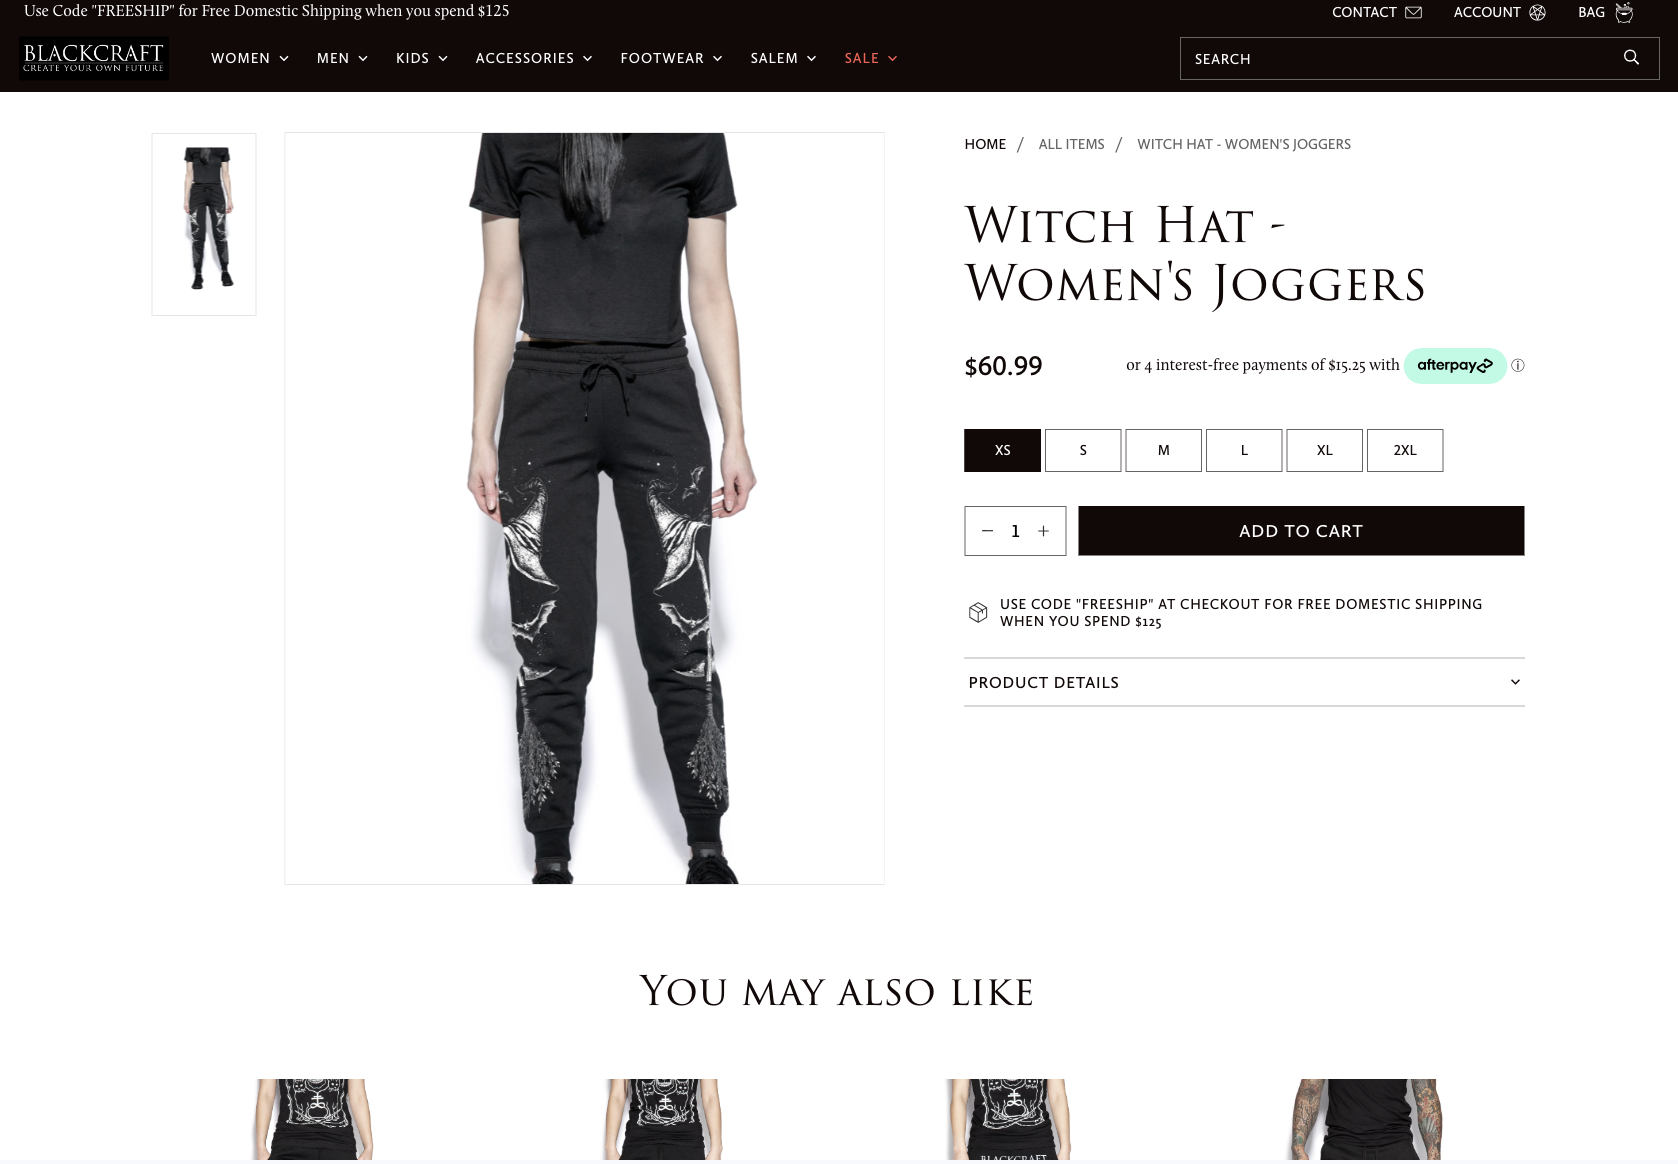 Use Code "FREESHIP" for Free Domestic Shipping when you spend $125
CONTACT
ACCOUNT
BAG
BLACKCRAFT
CREATE YOUR OWN FUTURE
WOMEN
MEN
KIDS
ACCESSORIES
FOOTWEAR
SALEM
SALE
SEARCH
HOME / ALL ITEMS / WITCH HAT - WOMEN'S JOGGERS
Witch Hat -
Women's Joggers
$60.99
or 4 interest-free payments of $15.25 with afterpay
XS
S
M
L
XL
2XL
1
ADD TO CART
USE CODE "FREESHIP" AT CHECKOUT FOR FREE DOMESTIC SHIPPING
WHEN YOU SPEND $125
PRODUCT DETAILS
You may also like
BLACKCRAFT